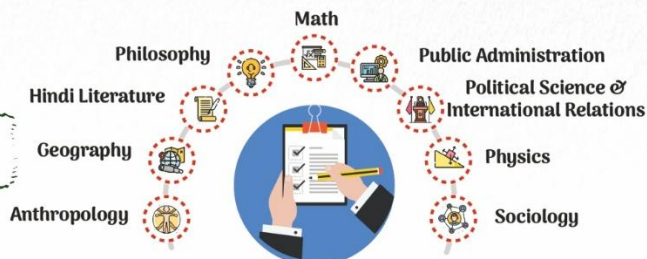 Math
Philosophy
Public Administration
Hindi Literature
Political Science &
International Relations
Geography
Physics
Anthropology
Sociology